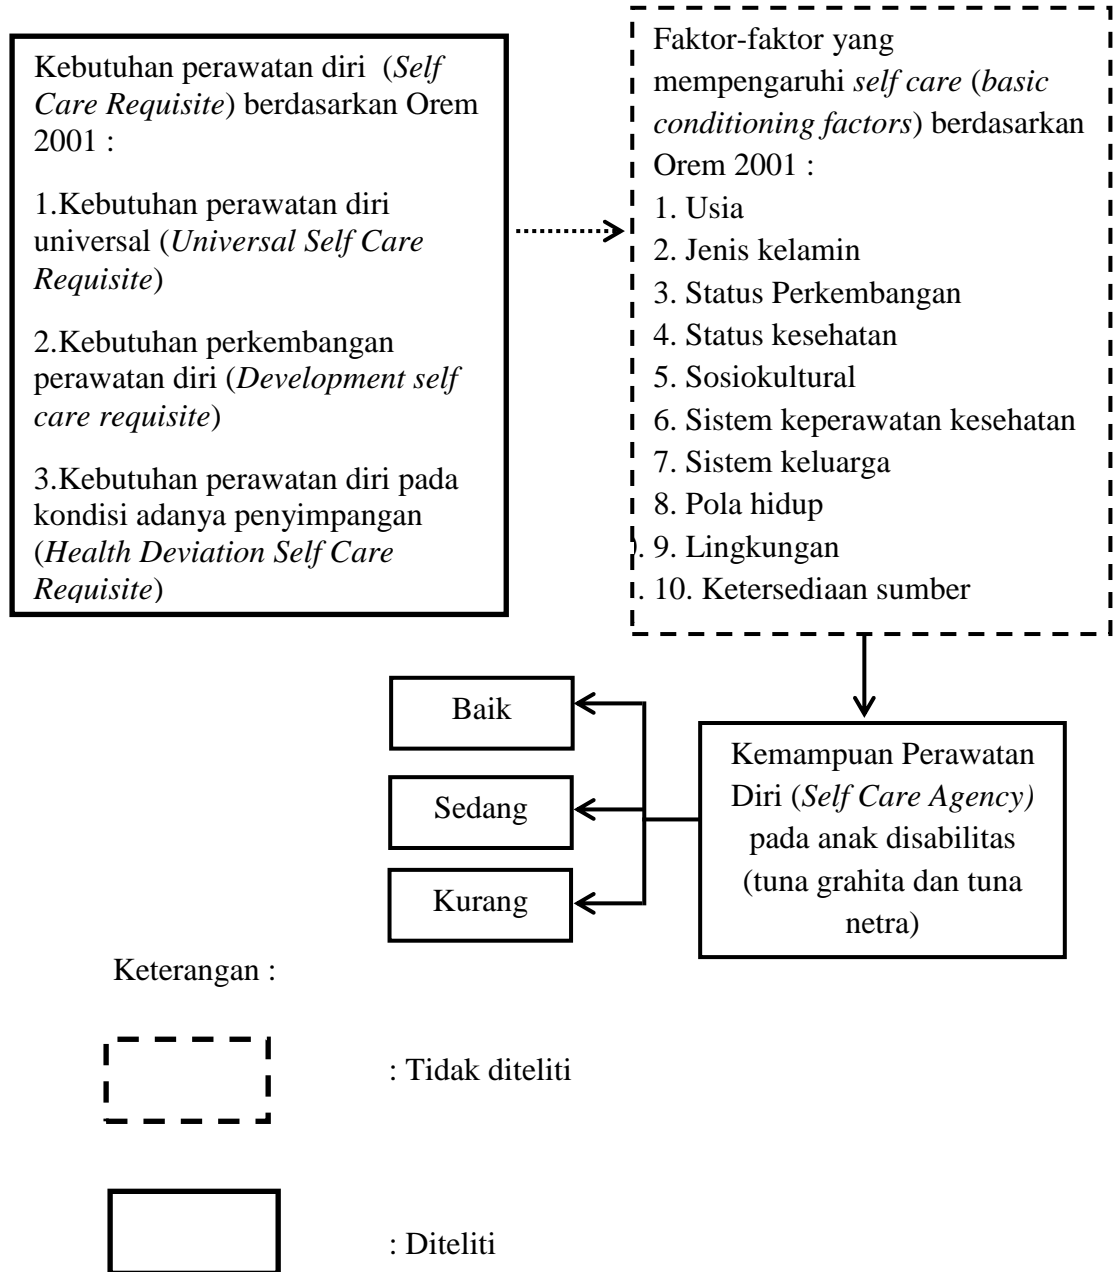 Kebutuhan perawatan diri (Self
Care Requisite) berdasarkan Orem
2001 :
1.Kebutuhan perawatan diri
universal (Universal Self Care
Requisite)
2.Kebutuhan perkembangan
perawatan diri (Development self
care requisite)
3.Kebutuhan perawatan diri pada
kondisi adanya penyimpangan
(Health Deviation Self Care
Requisite)
Faktor-faktor yang
mempengaruhi self care (basic
conditioning factors) berdasarkan
Orem 2001 :
1. Usia
2. Jenis kelamin
3. Status Perkembangan
4. Status kesehatan
5. Sosiokultural
6. Sistem keperawatan kesehatan
7. Sistem keluarga
8. Pola hidup
9. Lingkungan
10. Ketersediaan sumber
Baik
Sedang
Kurang
Kemampuan Perawatan
Diri (Self Care Agency)
pada anak disabilitas
(tuna grahita dan tuna
netra)
Keterangan :
: Tidak diteliti
: Diteliti